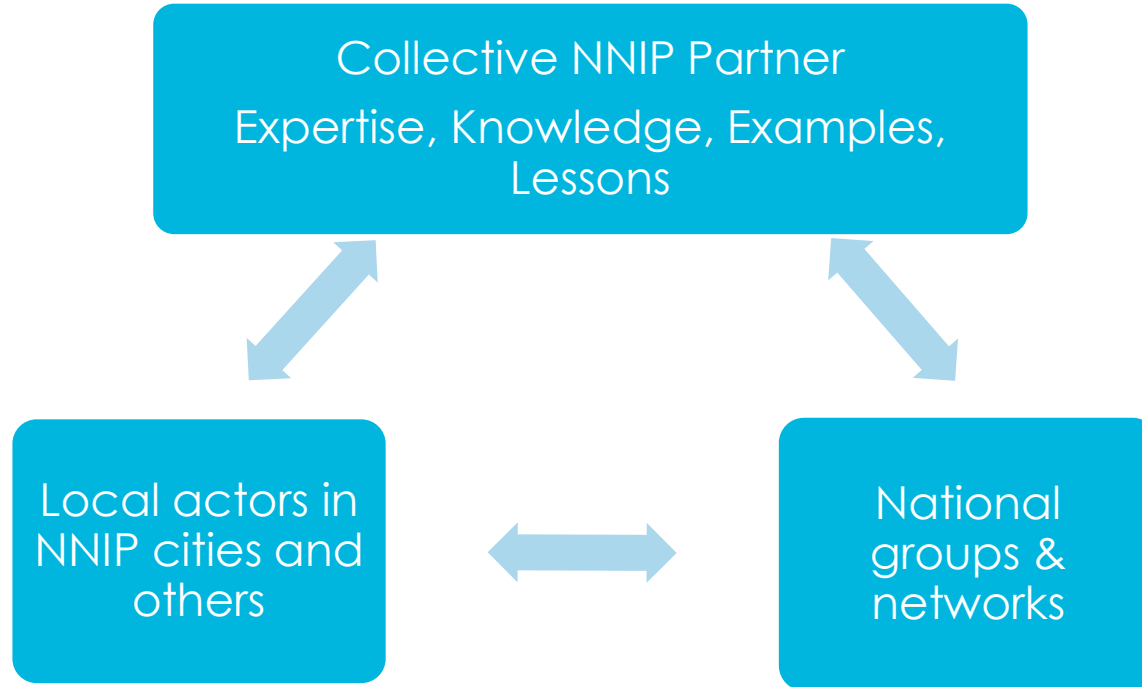 Collective NNIP Partner
Expertise, Knowledge, Examples,
Lessons
Local actors in
NNIP cities and
others
National
groups &
networks